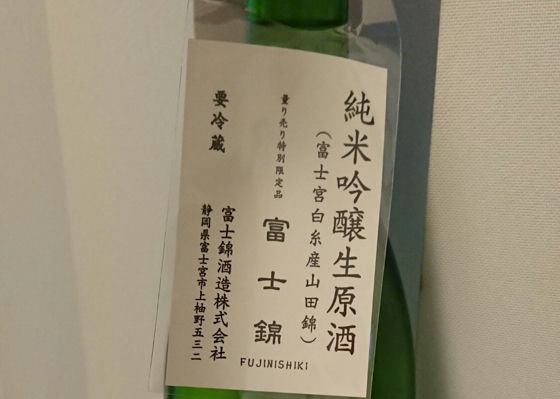 純米吟醸生原酒
(富士宮白糸産山田錦)
量り売り特別限定品
富士錦
FUJINISHIKI
要冷蔵
富士錦酒造株式会社
静岡県富士宮市上柚野五三二